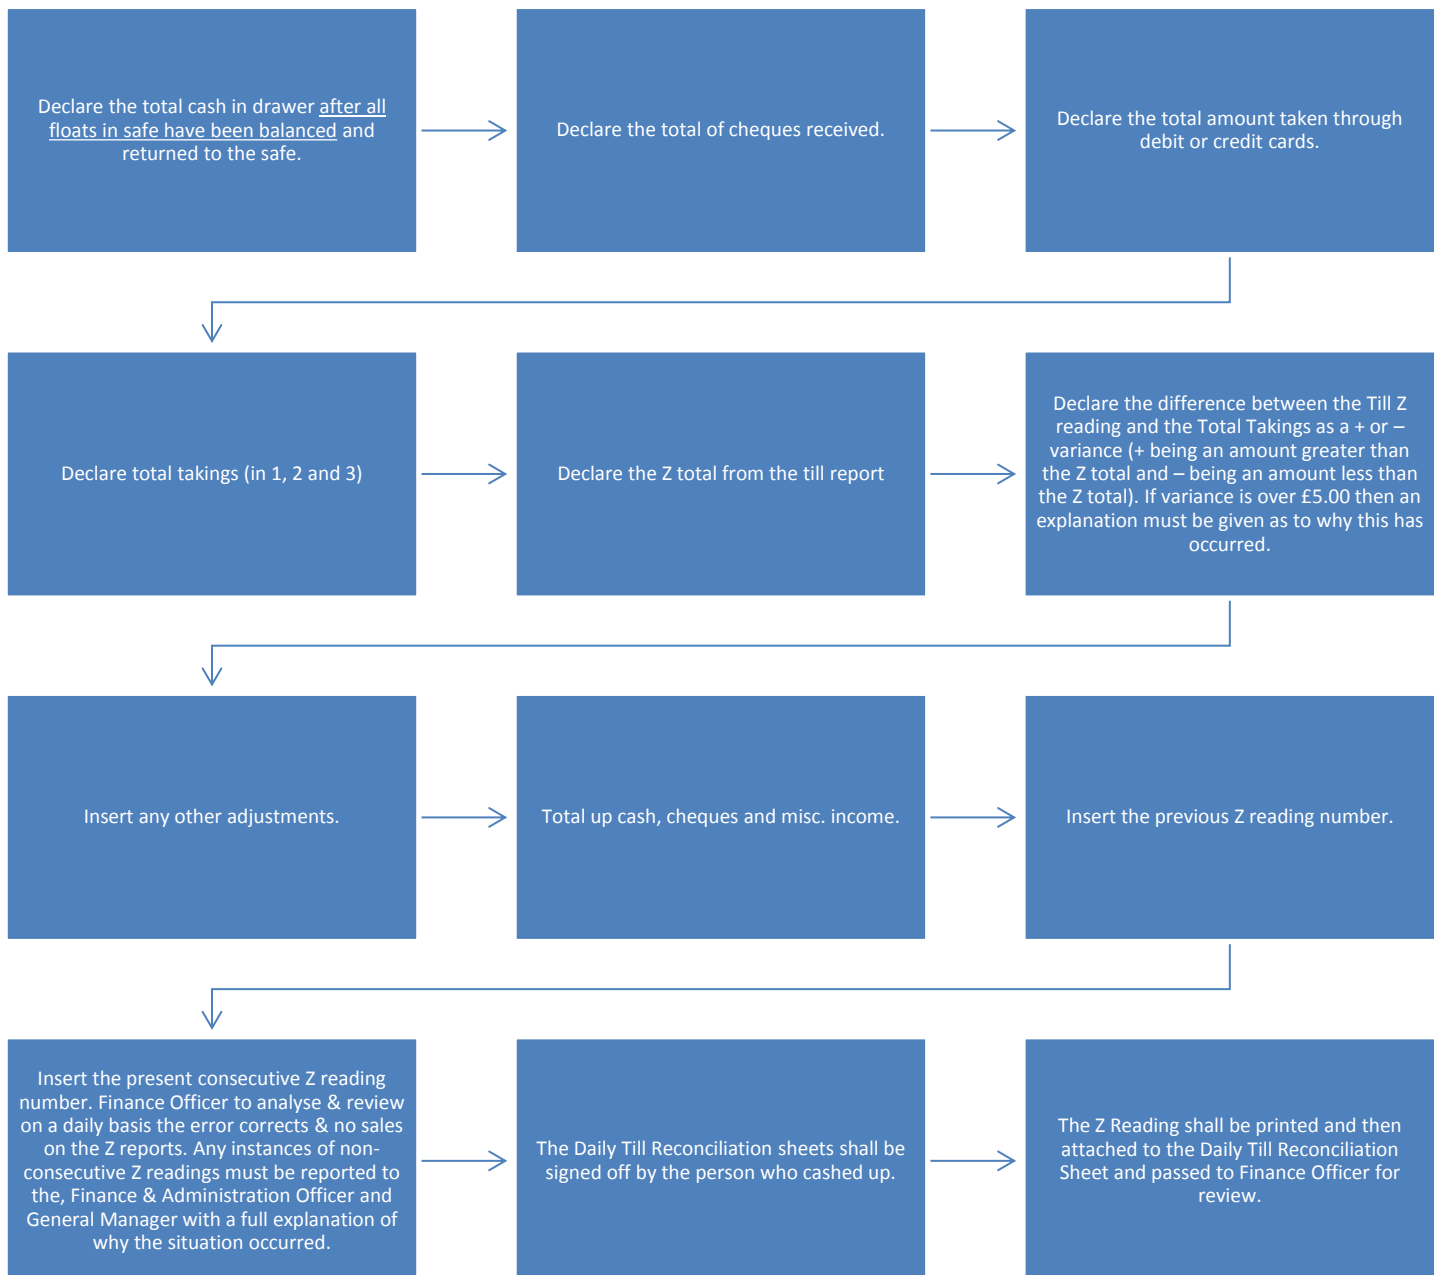 Declare the total cash in drawer after all
floats in safe have been balanced and
returned to the safe.
Declare the total of cheques received.
Declare the total amount taken through
debit or credit cards.
Declare total takings (in 1, 2 and 3)
Declare the Z total from the till report
Declare the difference between the Till Z
reading and the Total Takings as a + or –
variance (+ being an amount greater than
the Z total and – being an amount less than
the Z total). If variance is over £5.00 then an
explanation must be given as to why this has
occurred.
Insert any other adjustments.
Total up cash, cheques and misc. income.
Insert the previous Z reading number.
Insert the present consecutive Z reading
number. Finance Officer to analyse & review
on a daily basis the error corrects & no sales
on the Z reports. Any instances of non-
consecutive Z readings must be reported to
the, Finance & Administration Officer and
General Manager with a full explanation of
why the situation occurred.
The Daily Till Reconciliation sheets shall be
signed off by the person who cashed up.
The Z Reading shall be printed and then
attached to the Daily Till Reconciliation
Sheet and passed to Finance Officer for
review.